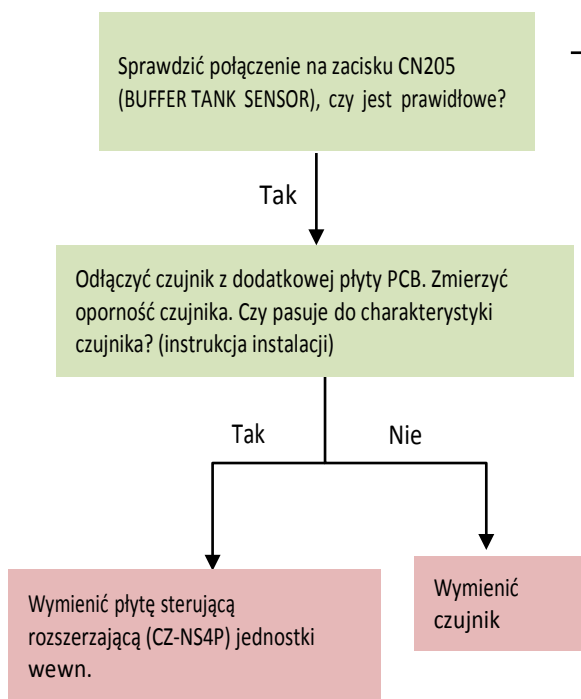 Sprawdzić połączenie na zacisku CN205
(BUFFER TANK SENSOR), czy jest prawidłowe?
Tak
Odłączyć czujnik z dodatkowej płyty PCB. Zmierzyć
oporność czujnika. Czy pasuje do charakterystyki
czujnika? (instrukcja instalacji)
Tak
Nie
Wymienić płytę sterującą
rozszerzającą (CZ-NS4P) jednostki
wewn.
Wymienić
czujnik